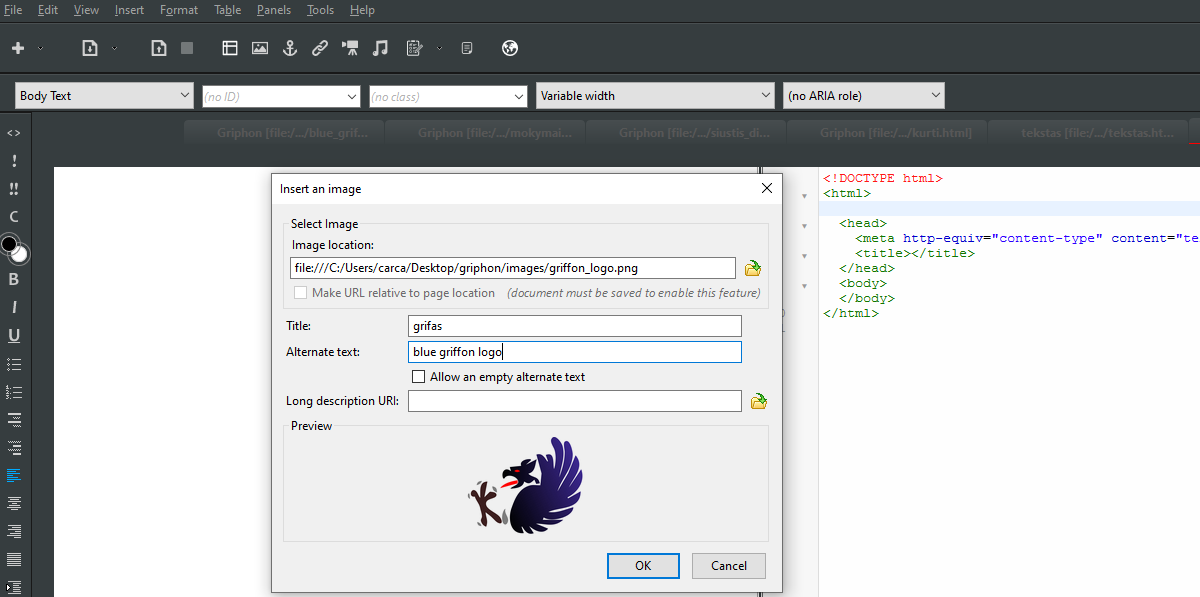 File Edit View Insert Format Table Panels Tools Help
Body Text (no ID) (no class) Variable width (no ARIA role)
Griphon [file:/.../blue_grif... Griphon [file:/.../mokymai... Griphon [file:/.../siustis_di... Griphon [file:/.../kurti.html] tekstas [file:/.../tekstas.ht...
Insert an image
Select Image
Image location:
file:///C:/Users/carca/Desktop/griphon/images/griffon_logo.png
Make URL relative to page location (document must be saved to enable this feature)
Title: grifas
Alternate text: blue griffon logo
Allow an empty alternate text
Long description URI:
Preview
OK Cancel
C
B
I
U
<!DOCTYPE html>
<html>
<head>
<meta http-equiv="content-type" content="te
<title></title>
</head>
<body>
</body>
</html>